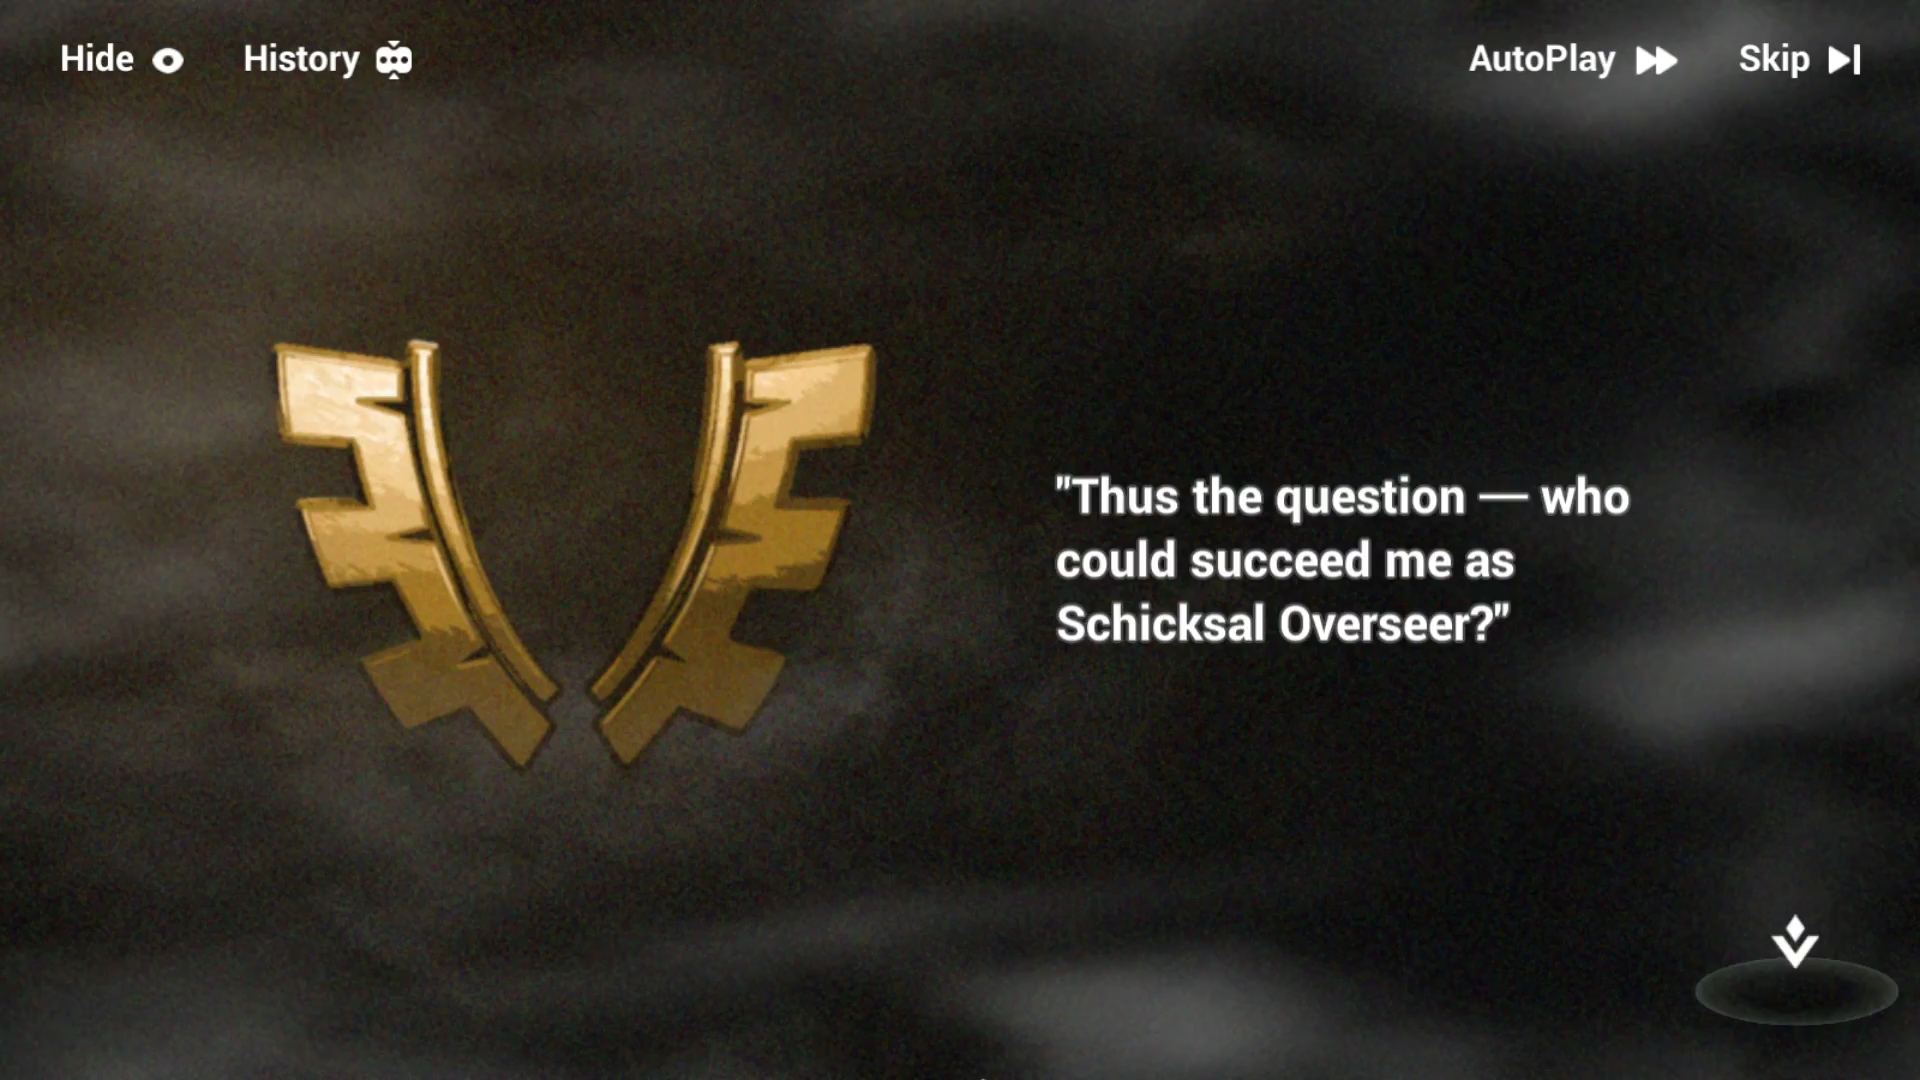 Hide
History
AutoPlay
Skip
"Thus the question — who
could succeed me as
Schicksal Overseer?"